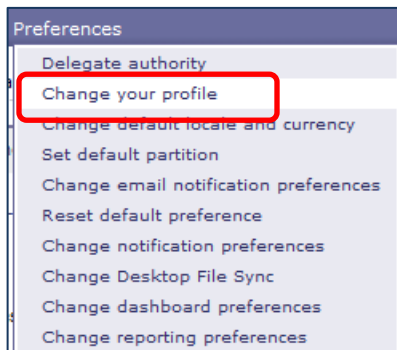 Preferences
Delegate authority
Change your profile
Change default locale and currency
Set default partition
Change email notification preferences
Reset default preference
Change notification preferences
Change Desktop File Sync
Change dashboard preferences
Change reporting preferences